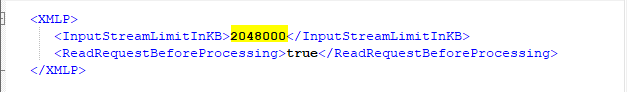 <XMLP>
<InputStreamLimitInKB>2048000</InputStreamLimitInKB>
<ReadRequestBeforeProcessing>true</ReadRequestBeforeProcessing>
</XMLP>